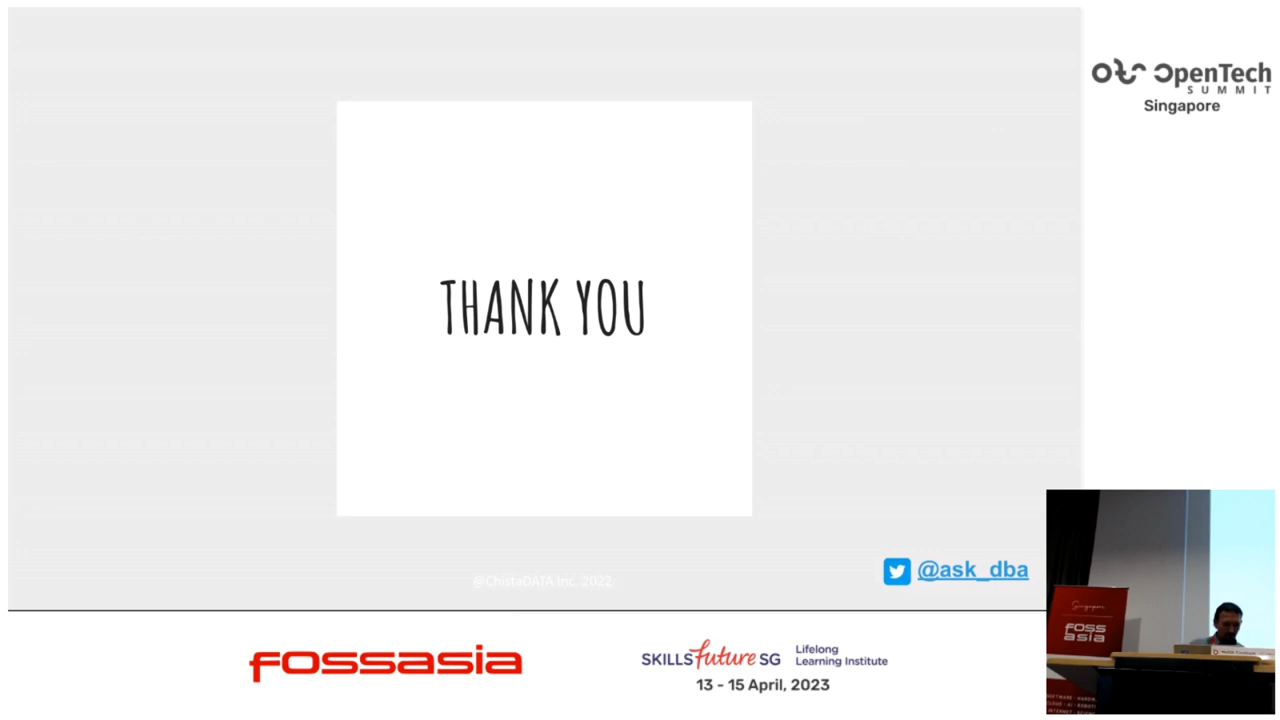 OpenTech
SUMMIT
Singapore
THANK YOU
@ChistaDATA Inc. 2022
@ask_dba
Singapore
foss
asia
fossasia
SKILLSfuture SG
Lifelong
Learning Institute
13 - 15 April, 2023